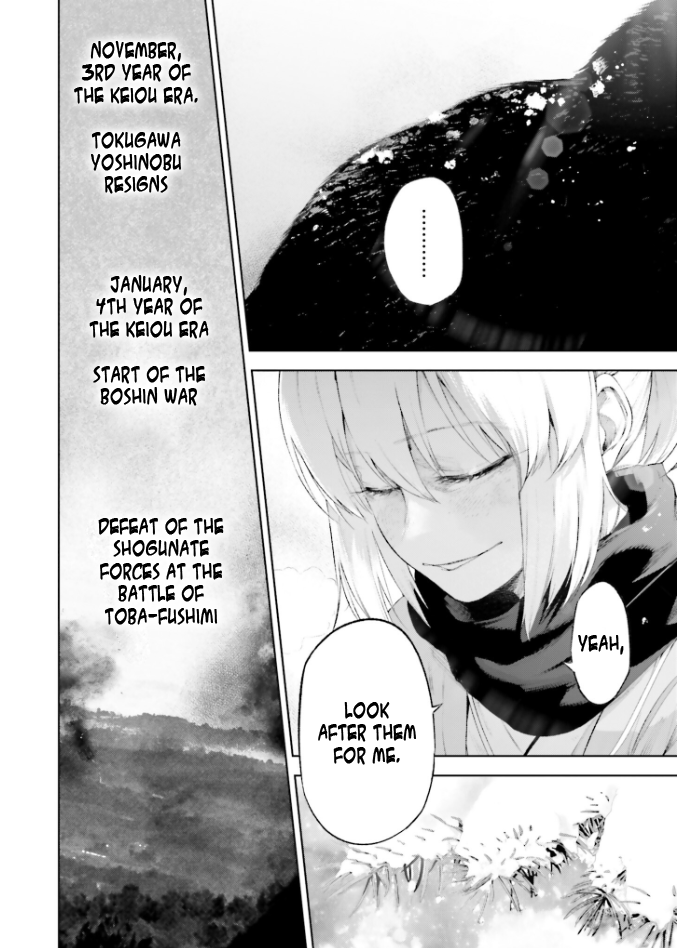 ………
YEAH,
LOOK
AFTER THEM
FOR ME.
NOVEMBER,
3RD YEAR OF
THE KEIOU ERA.
TOKUGAWA
YOSHINOBU
RESIGNS
JANUARY,
4TH YEAR OF
THE KEIOU ERA
START OF THE
BOSHIN WAR
DEFEAT OF THE
SHOGUNATE
FORCES AT THE
BATTLE OF
TOBA-FUSHIMI